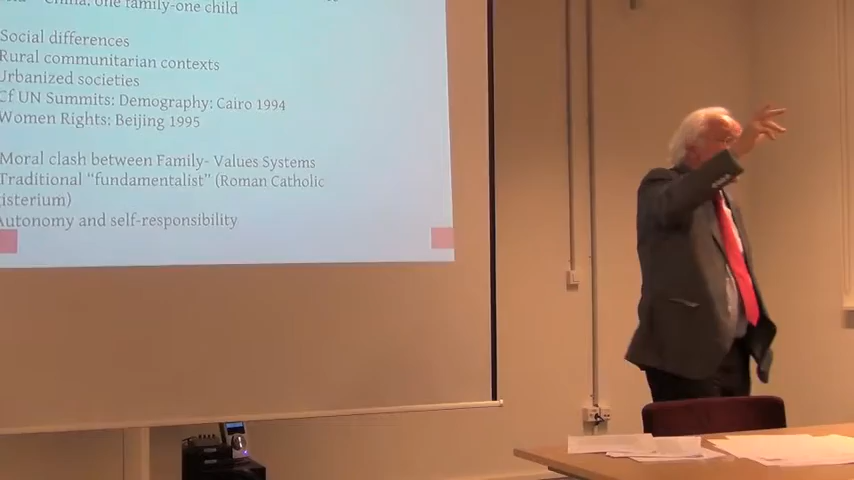 China, one family-one child
Social differences
Rural communitarian contexts
Urbanized societies
Cf UN Summits: Demography: Cairo 1994
Women Rights: Beijing 1995
Moral clash between Family-Values Systems
Traditional "fundamentalist" (Roman Catholic
isterium)
Autonomy and self-responsibility